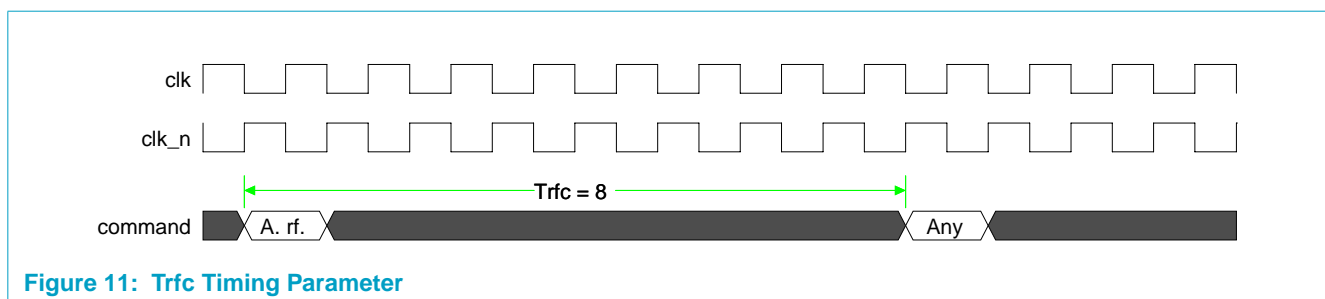 clk
clk_n
Trfc = 8
command A. rf. Any
Figure 11: Trfc Timing Parameter